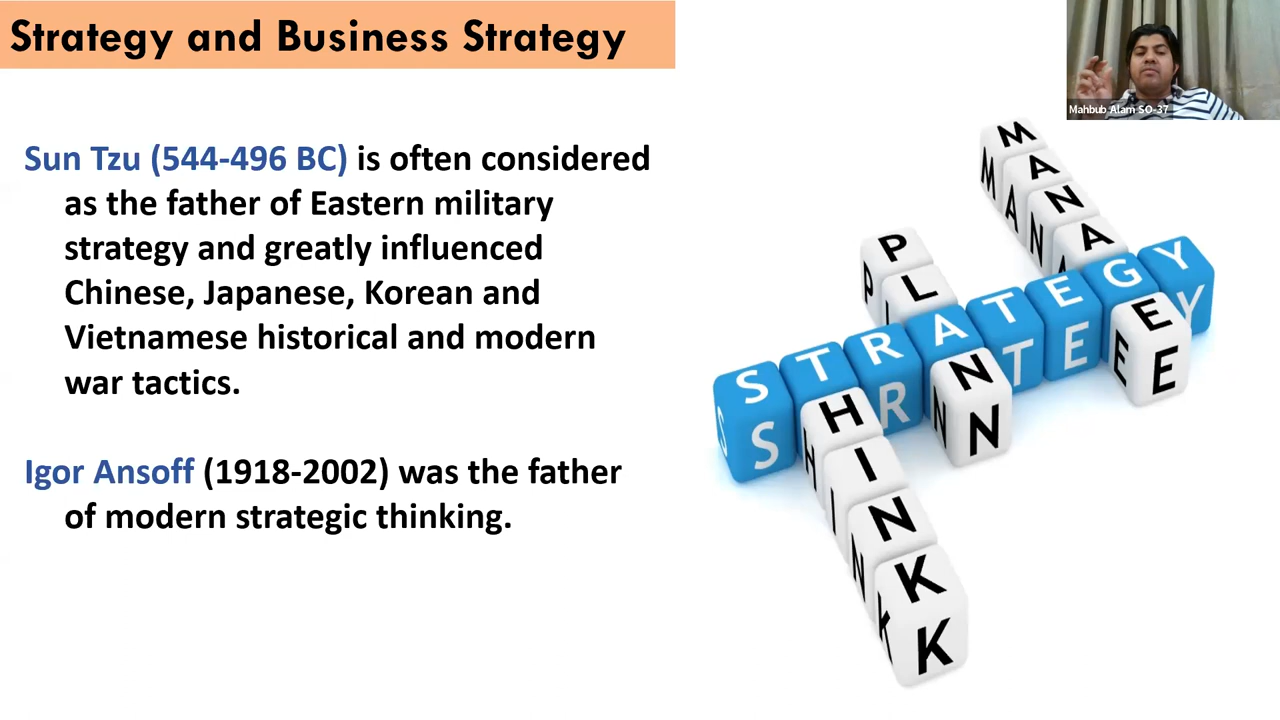 Strategy and Business Strategy
Mahbub Alam SO-37
Sun Tzu (544-496 BC) is often considered
as the father of Eastern military
strategy and greatly influenced
Chinese, Japanese, Korean and
Vietnamese historical and modern
war tactics.
Igor Ansoff (1918-2002) was the father
of modern strategic thinking.
MANAGE
PLAN
STRATEGY
THINK